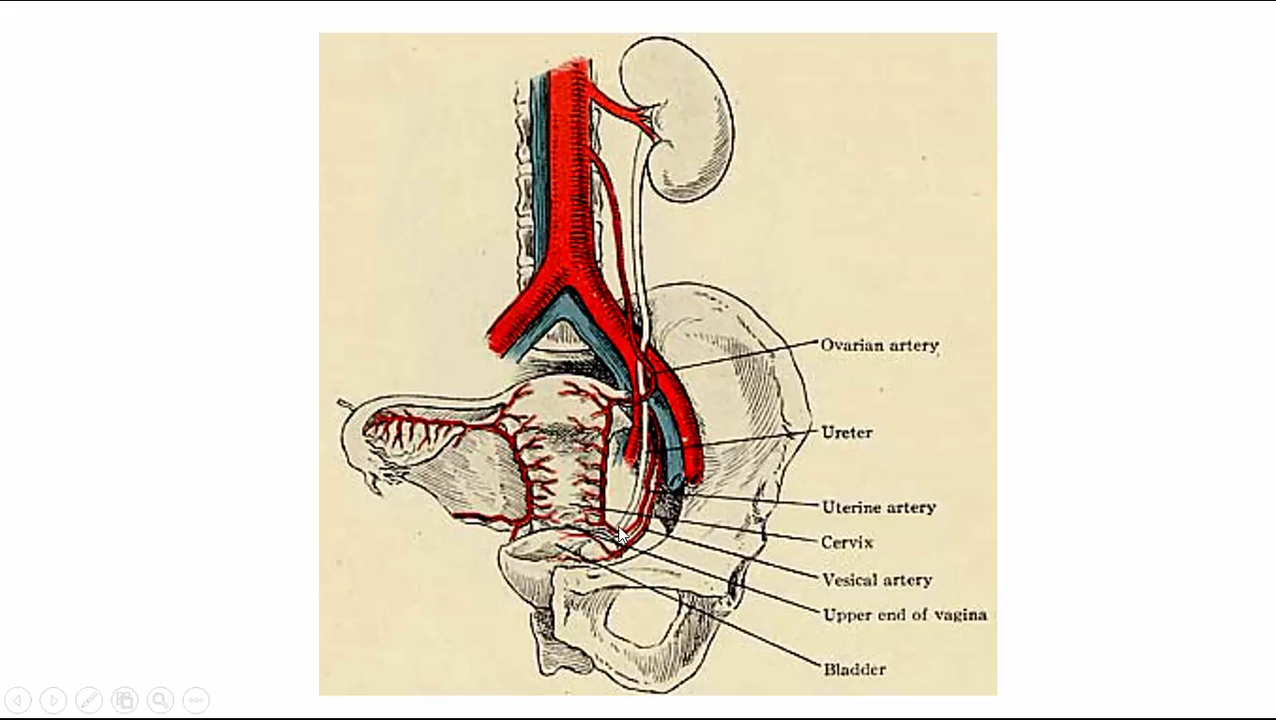 Ovarian artery
Ureter
Uterine artery
Cervix
Vesical artery
Upper end of vagina
Bladder